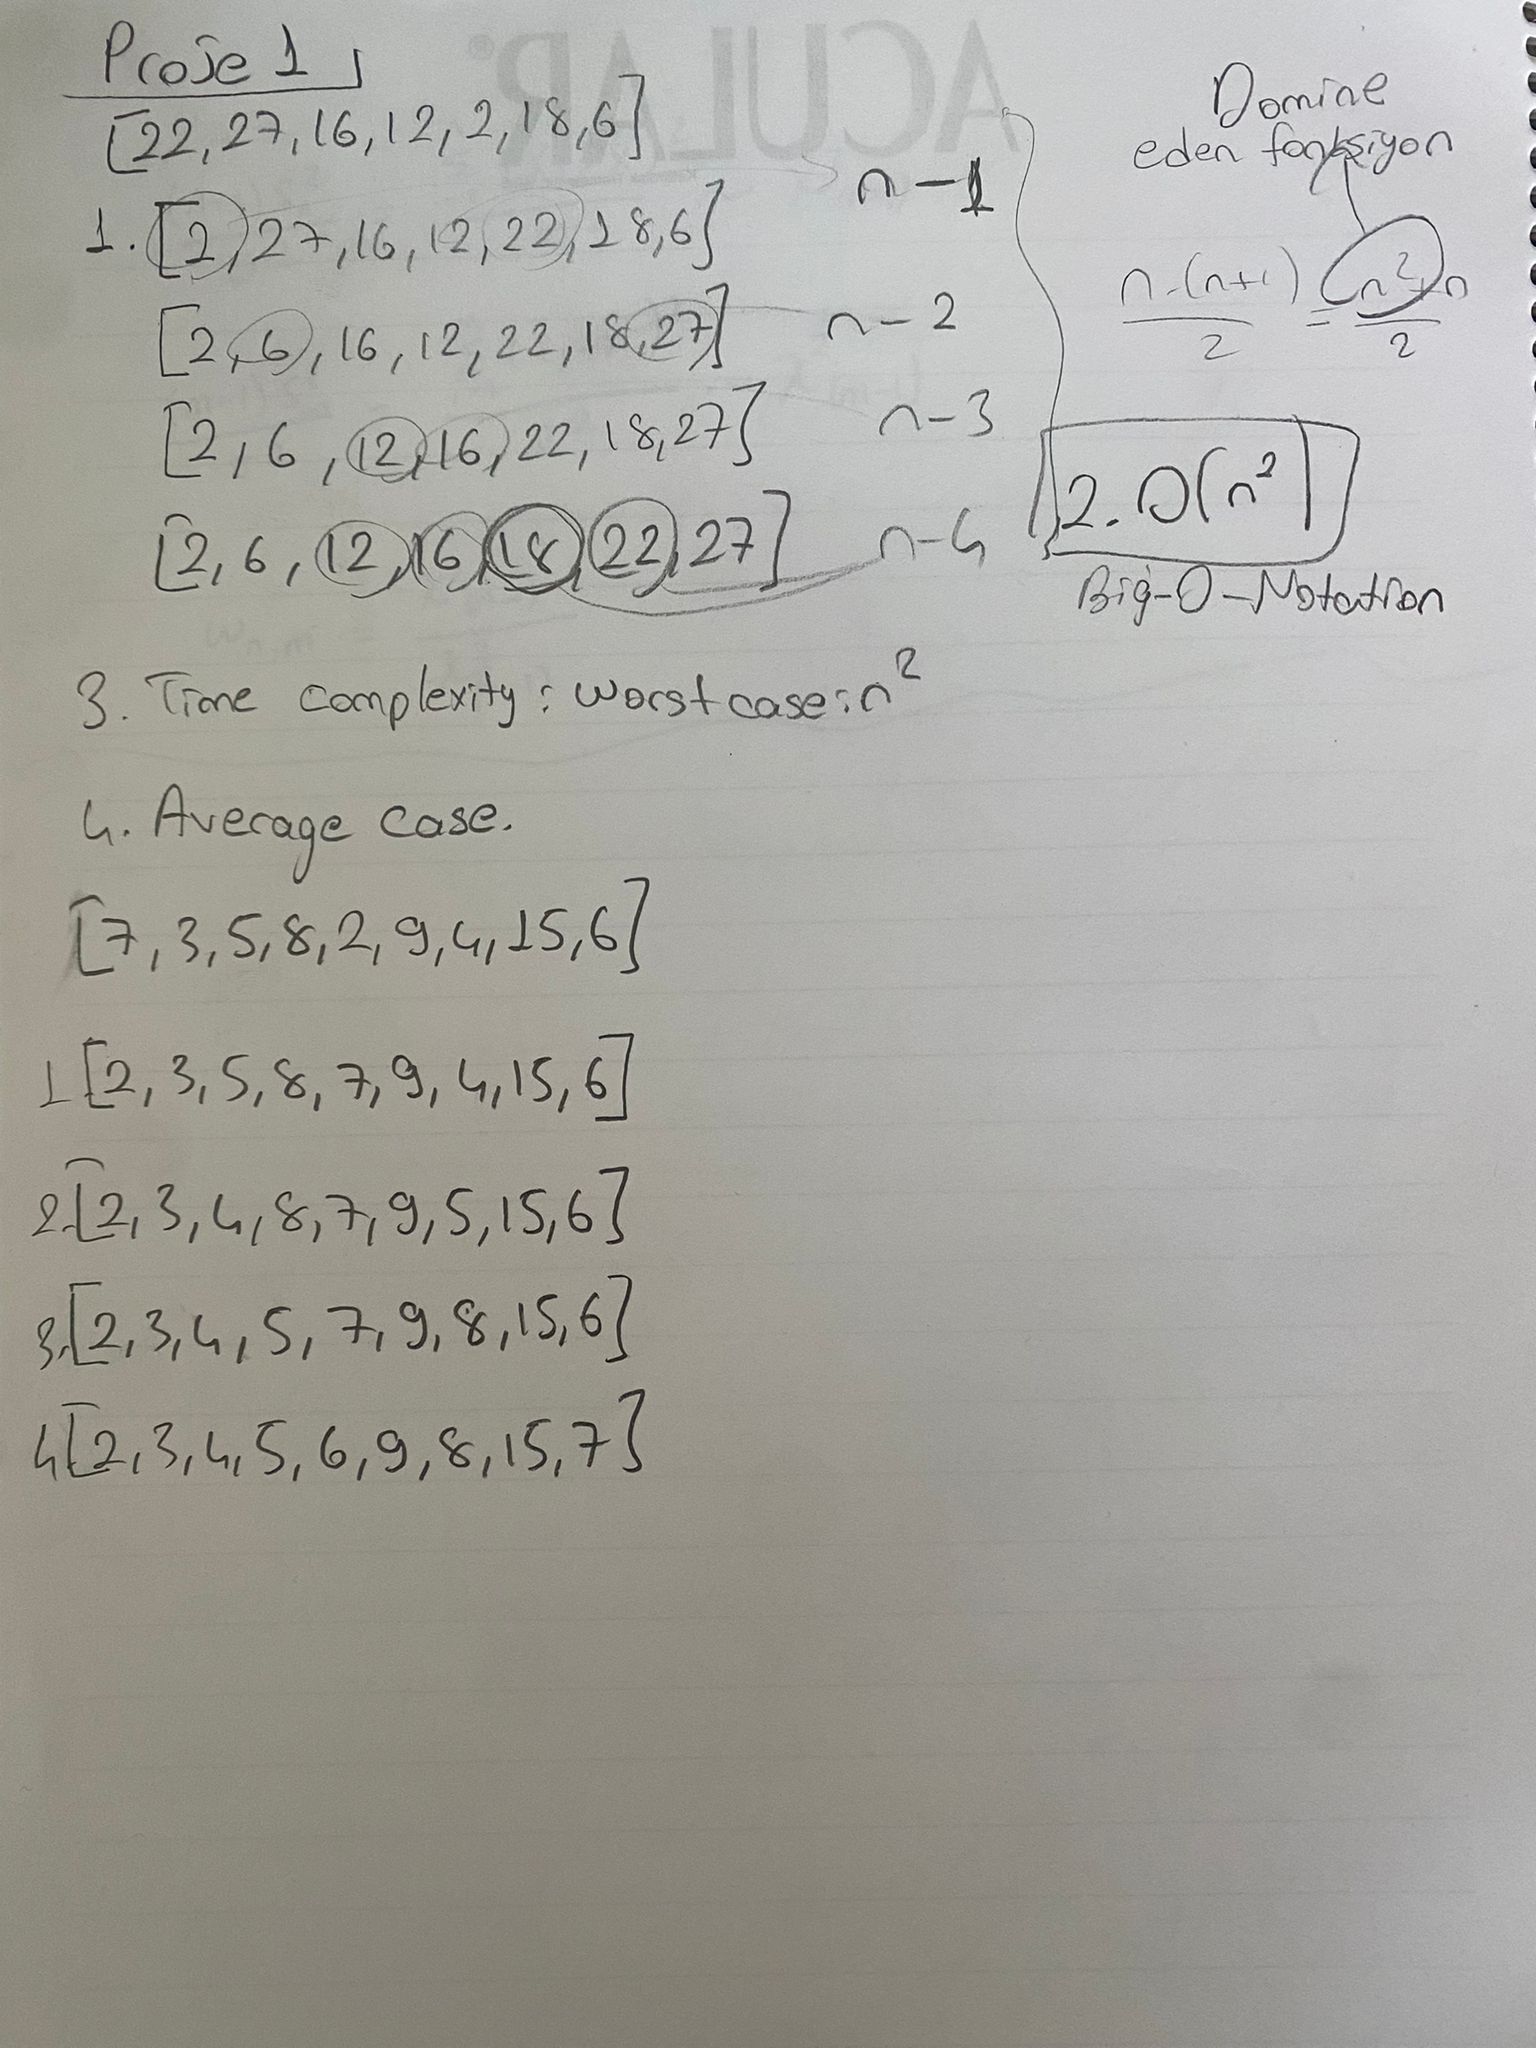 Proje 1
[22, 27, 16, 12, 2, 18, 6]
1. [2, 27, 16, 12, 22, 18, 6] n-1
[2, 6, 16, 12, 22, 18, 27] n-2
[2, 6, 12, 16, 22, 18, 27] n-3
[2, 6, 12, 16, 18, 22, 27] n-4
Domine
eden fonksiyon
n.(n+1)/2 = n²+n/2
2. O(n²)
Big-O-Notation
3. Time complexity: worst case: n²
4. Average case.
[7, 3, 5, 8, 2, 9, 4, 15, 6]
1 [2, 3, 5, 8, 7, 9, 4, 15, 6]
2. [2, 3, 4, 8, 7, 9, 5, 15, 6]
3. [2, 3, 4, 5, 7, 9, 8, 15, 6]
4 [2, 3, 4, 5, 6, 9, 8, 15, 7]